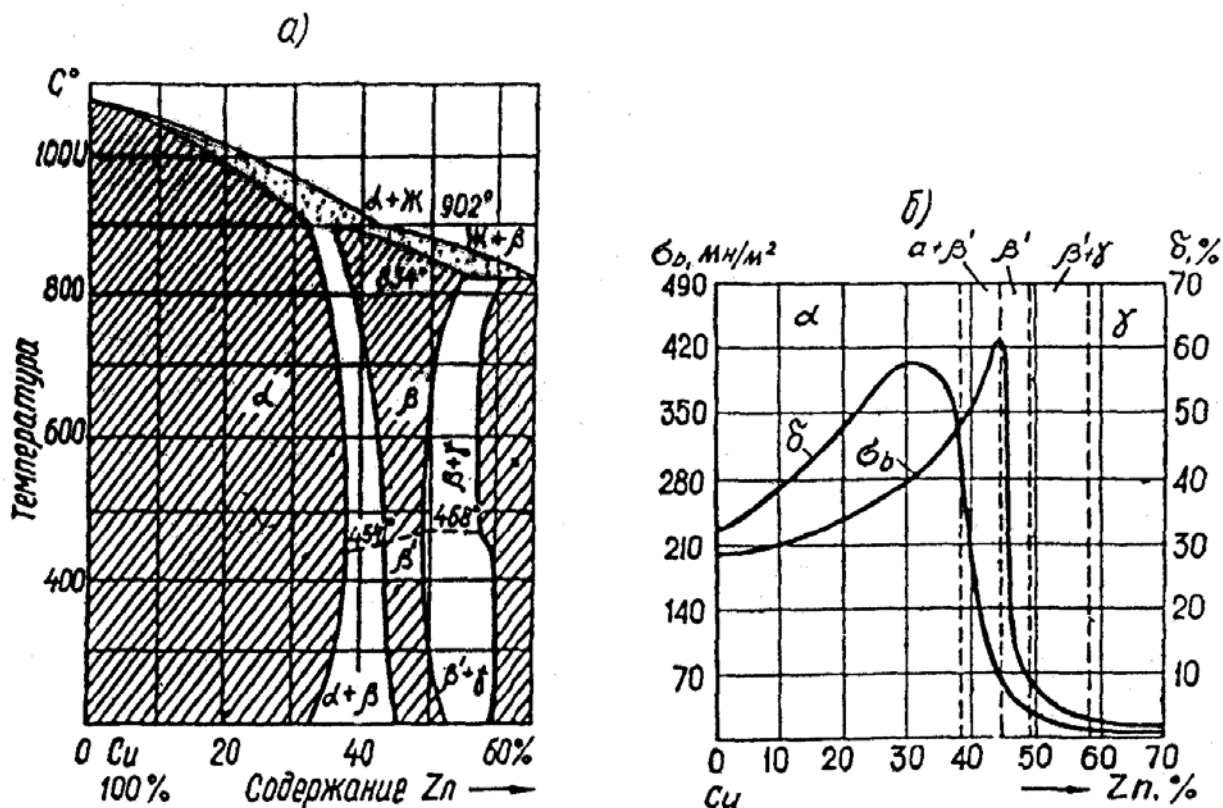 а)
С°
1000
800
600
400
Температура
α+Ж
902°
Ж+β
834°
α
β
β+γ
454°
468°
β'
α+β
β'+γ
0 Cu 20 40 60%
100% Содержание Zn
б)
σb, Мн/м²
α+β' β' β'+γ
δ, %
490
420
350
280
210
140
70
α
γ
δ
σb
70
60
50
40
30
20
10
0 10 20 30 40 50 60 70
Cu
Zn. %